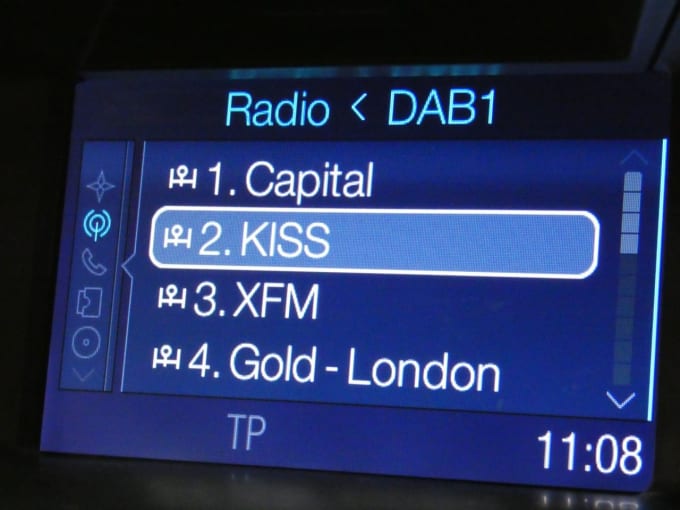 Radio < DAB1
1. Capital
2. KISS
3. XFM
4. Gold - London
TP
11:08